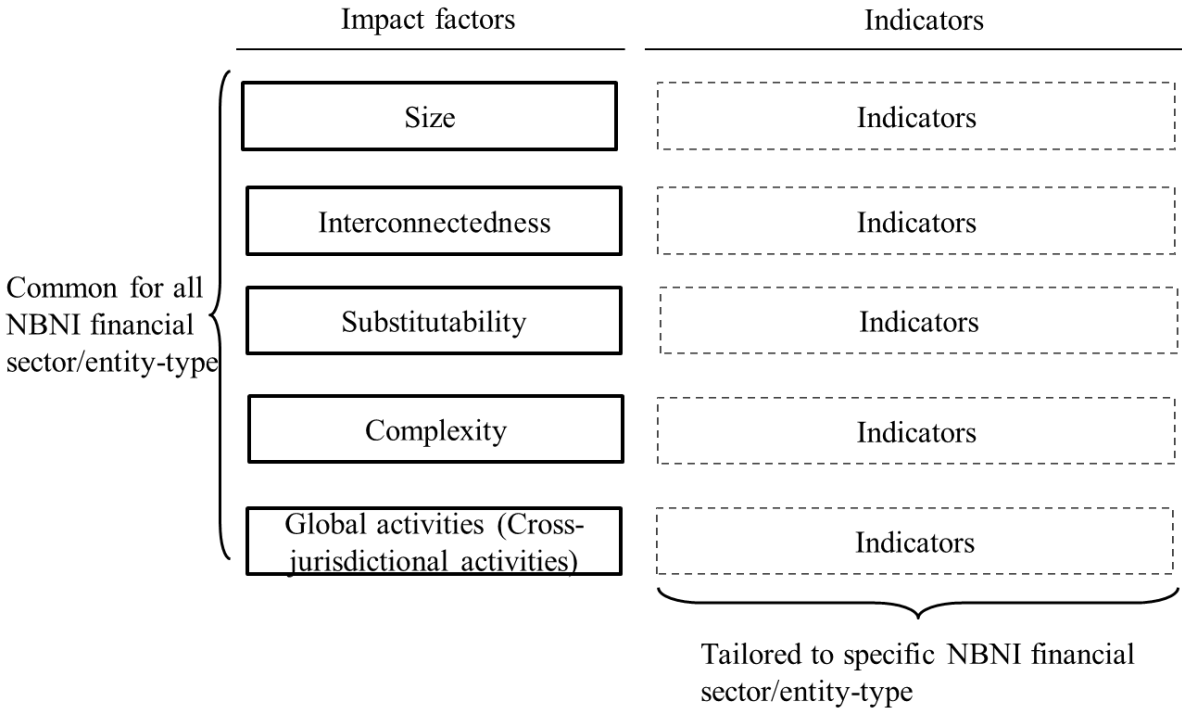 Impact factors
Indicators
Size
Indicators
Interconnectedness
Indicators
Common for all
NBNI financial
sector/entity-type
Substitutability
Indicators
Complexity
Indicators
Global activities (Cross-
jurisdictional activities)
Indicators
Tailored to specific NBNI financial
sector/entity-type